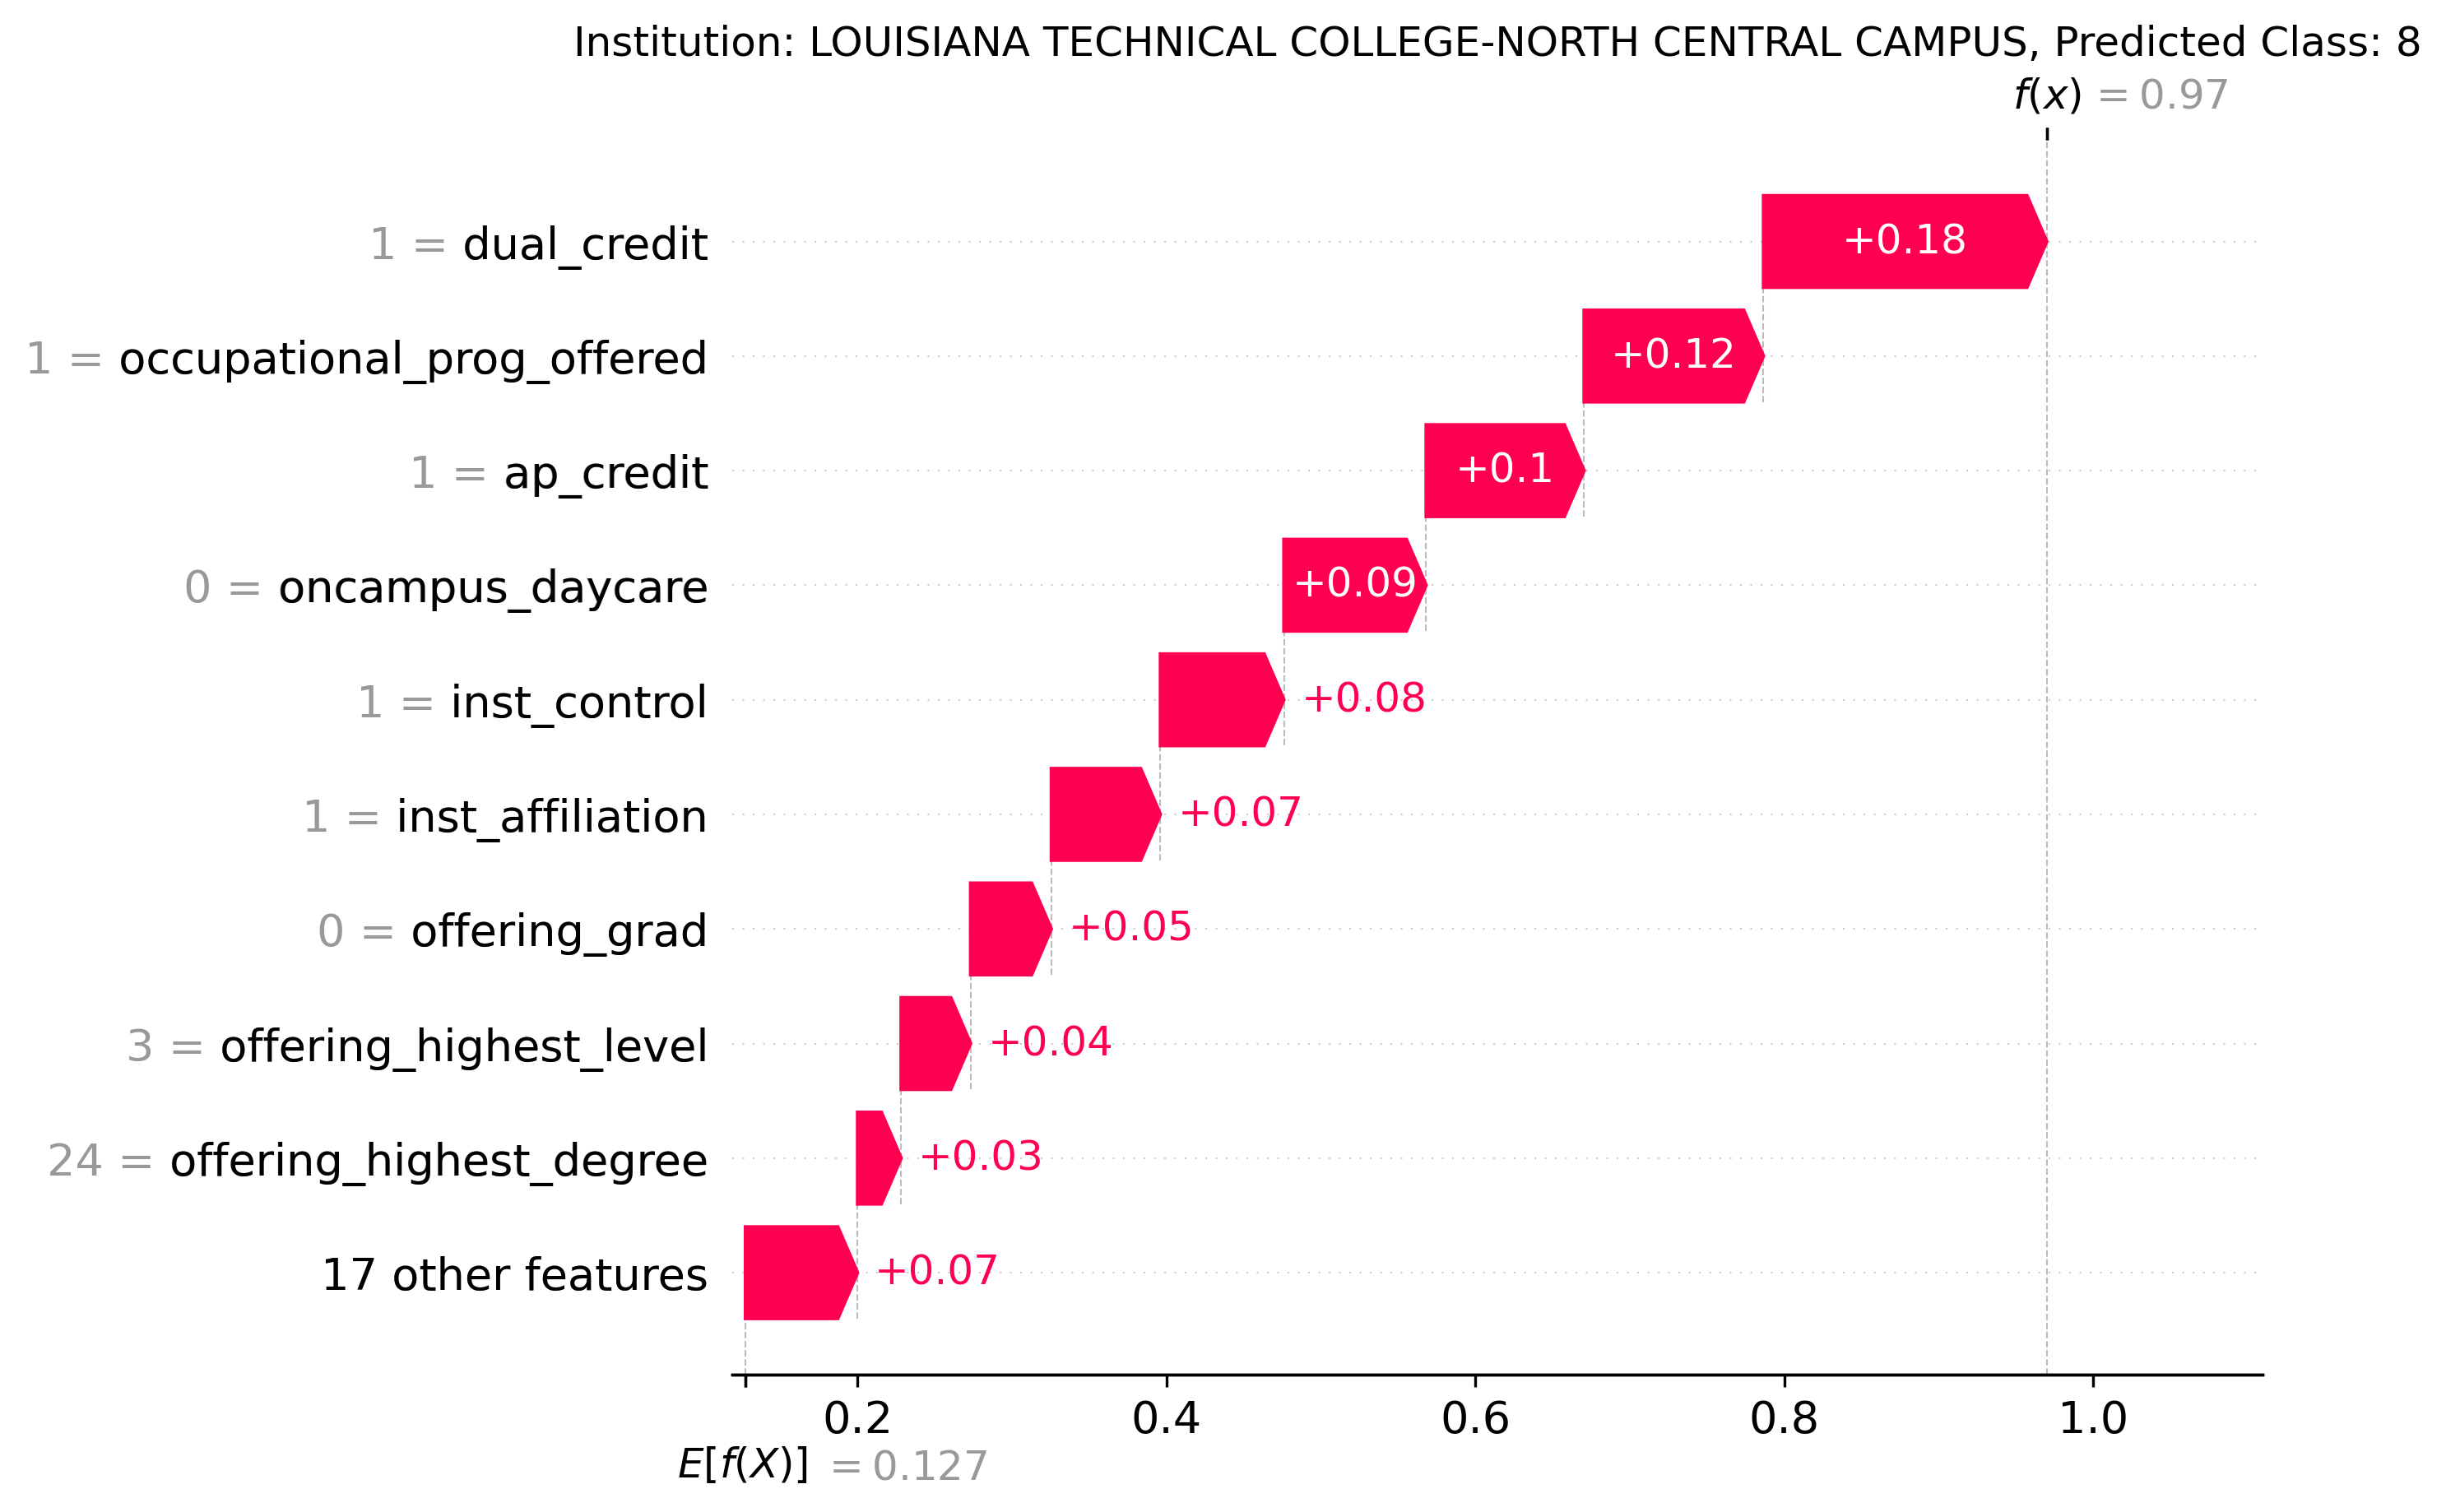 Institution: LOUISIANA TECHNICAL COLLEGE-NORTH CENTRAL CAMPUS, Predicted Class: 8
f(x) = 0.97
1 = dual_credit +0.18
1 = occupational_prog_offered +0.12
1 = ap_credit +0.1
0 = oncampus_daycare +0.09
1 = inst_control +0.08
1 = inst_affiliation +0.07
0 = offering_grad +0.05
3 = offering_highest_level +0.04
24 = offering_highest_degree +0.03
17 other features +0.07
0.2 0.4 0.6 0.8 1.0
E[f(X)] = 0.127